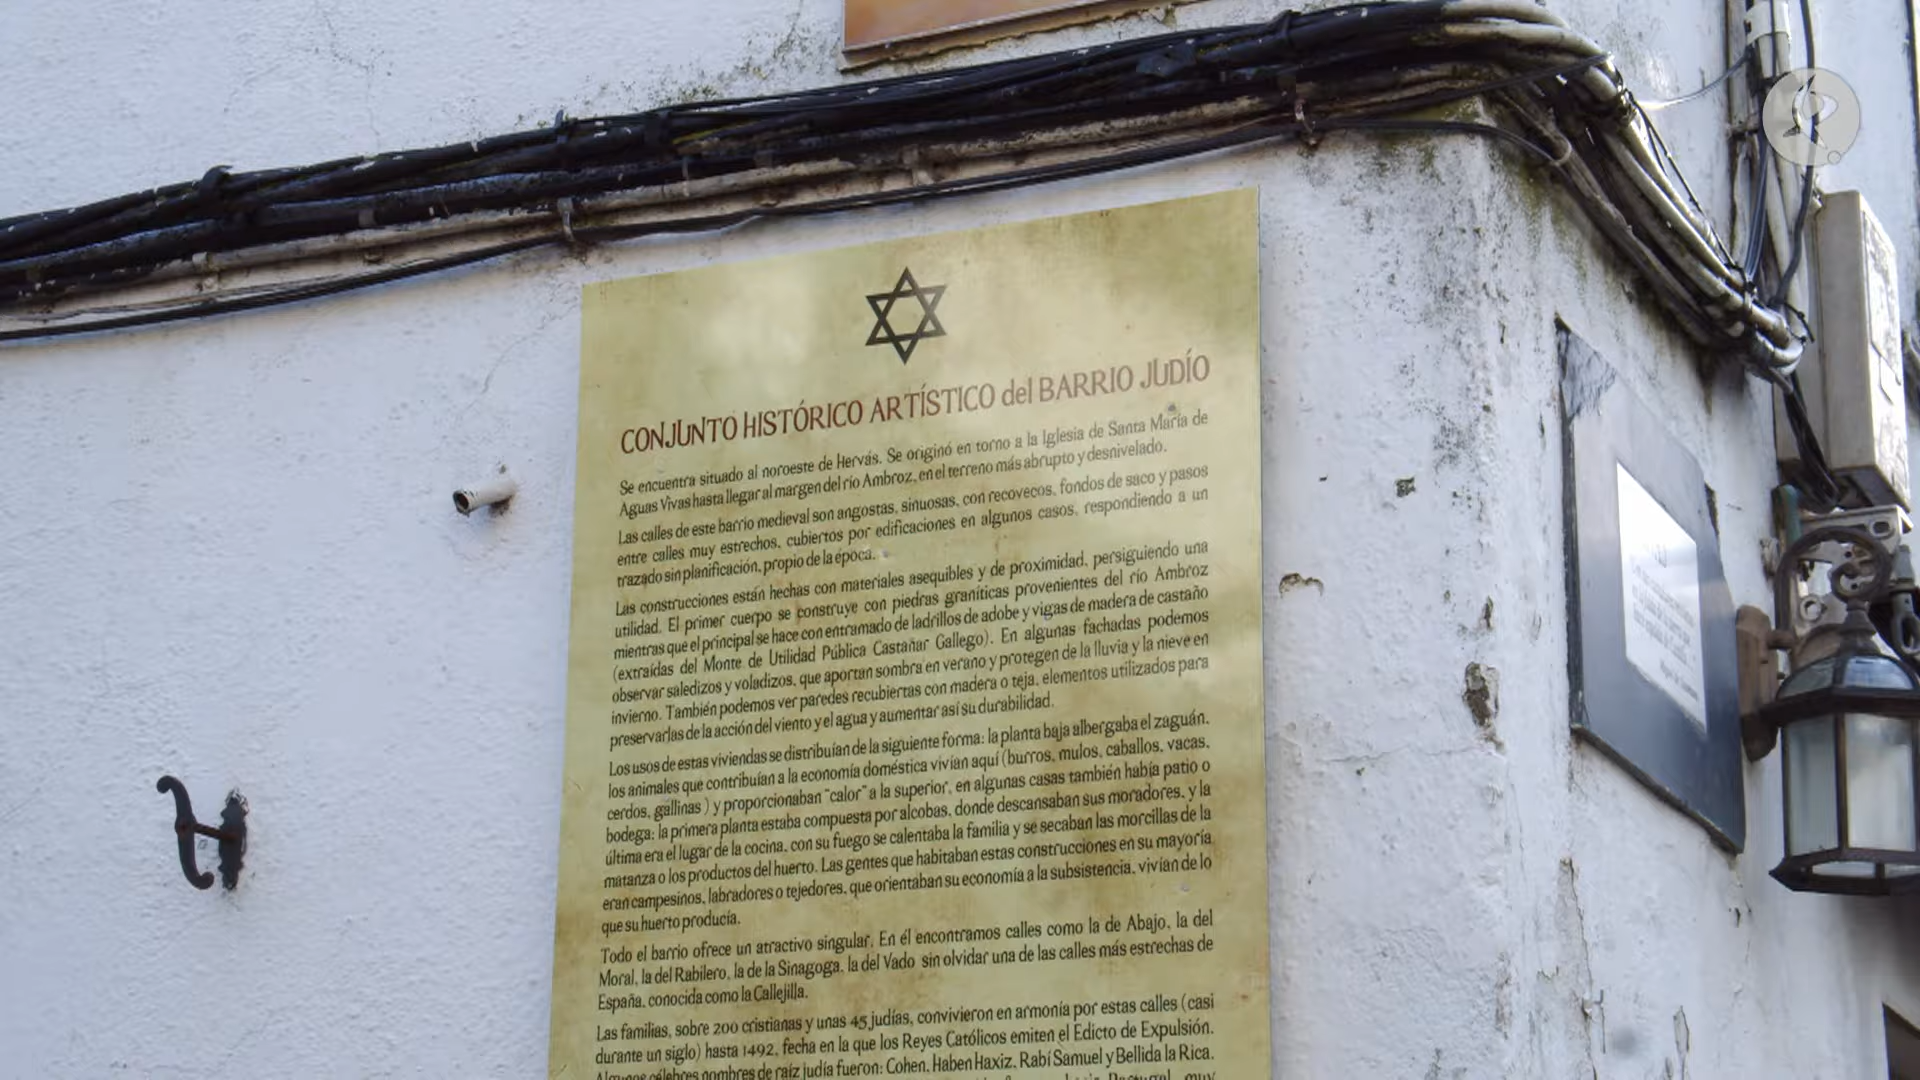 CONJUNTO HISTÓRICO ARTÍSTICO del BARRIO JUDÍO
Se encuentra situado al noroeste de Hervás. Se originó en torno a la Iglesia de Santa María de
Aguas Vivas hasta llegar al margen del río Ambroz, en el terreno más abrupto y desnivelado.
Las calles de este barrio medieval son angostas, sinuosas, con recovecos, fondos de saco y pasos
entre calles muy estrechos, cubiertos por edificaciones en algunos casos, respondiendo a un
trazado sin planificación, propio de la época.
Las construcciones están hechas con materiales asequibles y de proximidad, persiguiendo una
utilidad. El primer cuerpo se construye con piedras graníticas provenientes del río Ambroz
mientras que el principal se hace con entramado de ladrillos de adobe y vigas de madera de castaño
(extraídas del Monte de Utilidad Pública Castañar Gallego). En algunas fachadas podemos
observar saledizos y voladizos, que aportan sombra en verano y protegen de la lluvia y la nieve en
invierno. También podemos ver paredes recubiertas con madera o teja, elementos utilizados para
preservarlas de la acción del viento y el agua y aumentar así su durabilidad.
Los usos de estas viviendas se distribuían de la siguiente forma: la planta baja albergaba el zaguán,
los animales que contribuían a la economía doméstica vivían aquí (burros, mulos, caballos, vacas,
cerdos, gallinas ) y proporcionaban "calor" a la superior, en algunas casas también había patio o
bodega; la primera planta estaba compuesta por alcobas, donde descansaban sus moradores, y la
última era el lugar de la cocina, con su fuego se calentaba la familia y se secaban las morcillas de la
matanza o los productos del huerto. Las gentes que habitaban estas construcciones en su mayoría
eran campesinos, labradores o tejedores, que orientaban su economía a la subsistencia, vivían de lo
que su huerto producía.
Todo el barrio ofrece un atractivo singular. En él encontramos calles como la de Abajo, la del
Moral, la del Rabilero, la de la Sinagoga, la del Vado sin olvidar una de las calles más estrechas de
España, conocida como la Callejilla.
Las familias, sobre 200 cristianas y unas 45 judías, convivieron en armonía por estas calles (casi
durante un siglo) hasta 1492, fecha en la que los Reyes Católicos emiten el Edicto de Expulsión.
Algunos célebres nombres de raíz judía fueron: Cohen, Haben Haxiz, Rabí Samuel y Bellida la Rica.
Portugal, muy